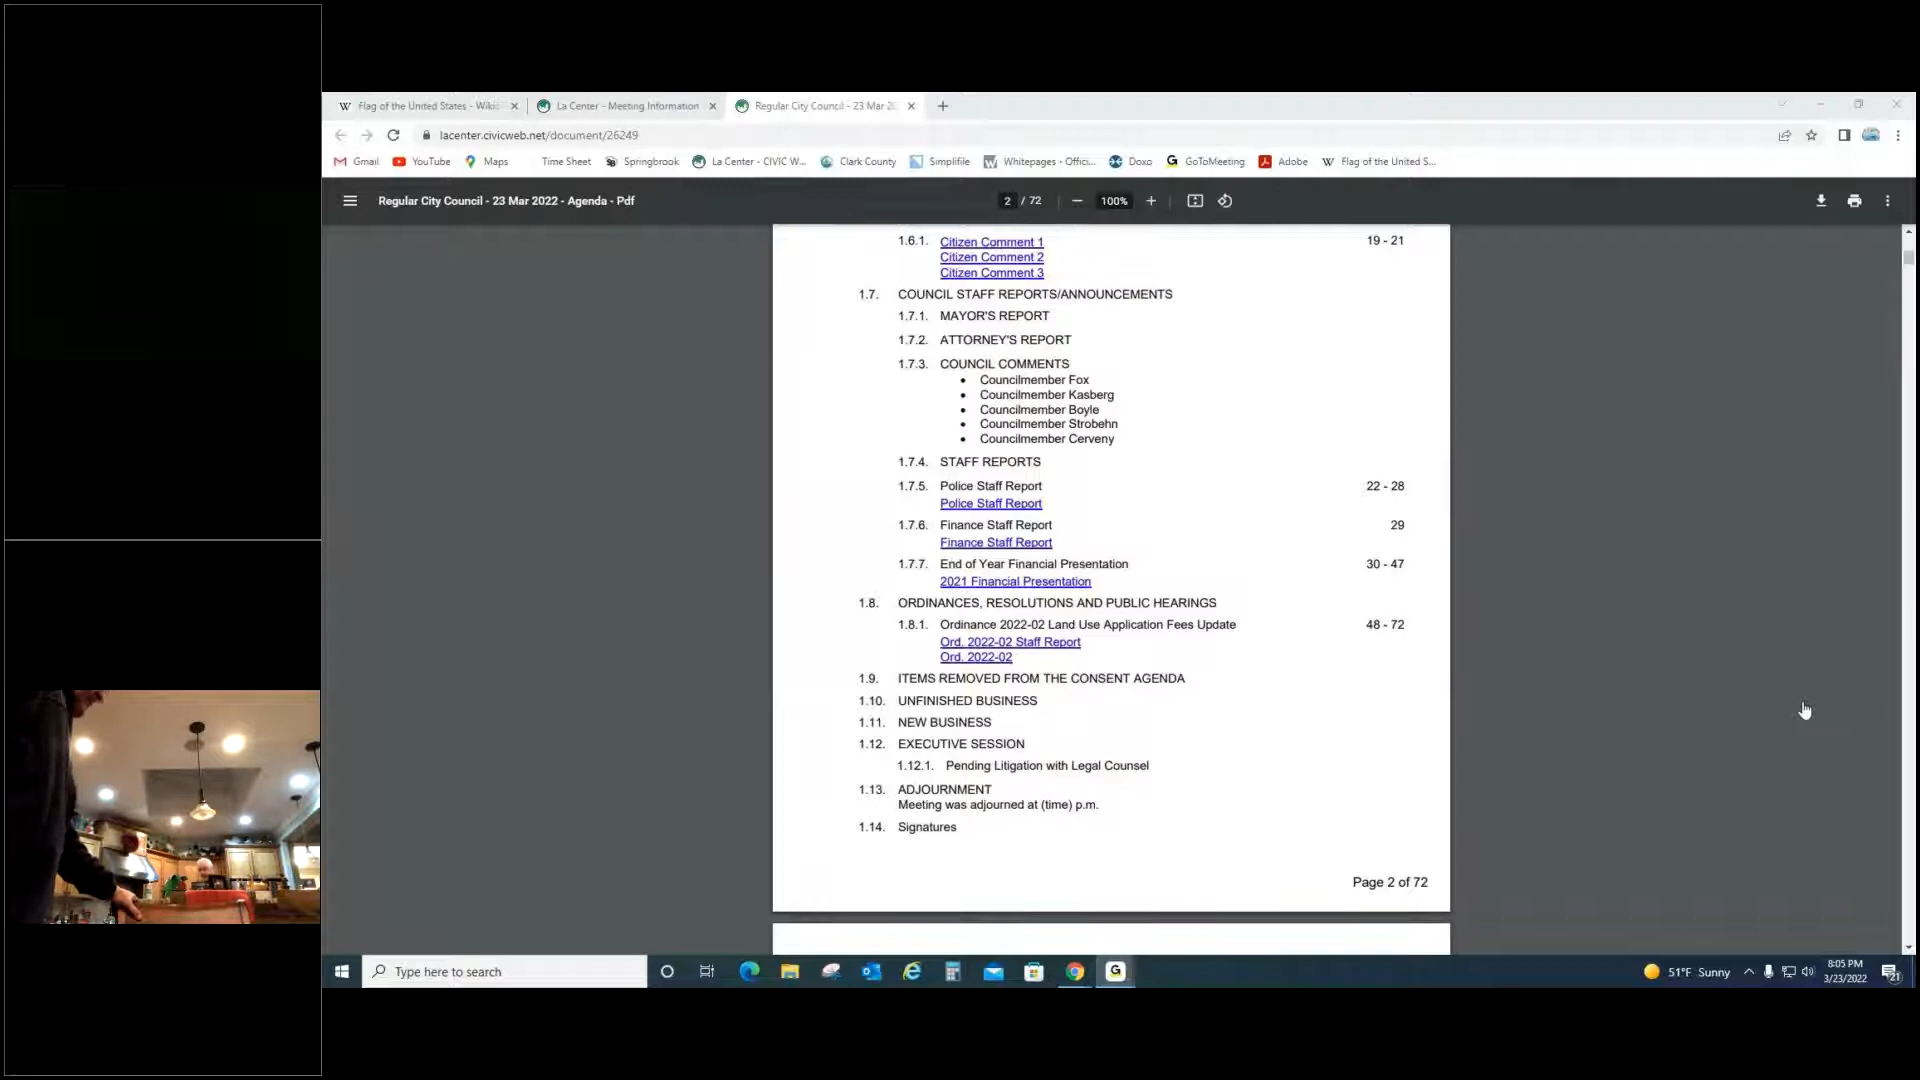 Flag of the United States - Wiki
La Center - Meeting Information
Regular City Council - 23 Mar 2
lacenter.civicweb.net/document/26249
Gmail YouTube Maps Time Sheet Springbrook La Center - CIVIC W... Clark County Simplifile Whitepages - Offici... Doxo GoToMeeting Adobe Flag of the United S...
Regular City Council - 23 Mar 2022 - Agenda - Pdf
2 / 72
100%
1.6.1. Citizen Comment 1 19 - 21
Citizen Comment 2
Citizen Comment 3
1.7. COUNCIL STAFF REPORTS/ANNOUNCEMENTS
1.7.1. MAYOR'S REPORT
1.7.2. ATTORNEY'S REPORT
1.7.3. COUNCIL COMMENTS
• Councilmember Fox
• Councilmember Kasberg
• Councilmember Boyle
• Councilmember Strobehn
• Councilmember Cerveny
1.7.4. STAFF REPORTS
1.7.5. Police Staff Report 22 - 28
Police Staff Report
1.7.6. Finance Staff Report 29
Finance Staff Report
1.7.7. End of Year Financial Presentation 30 - 47
2021 Financial Presentation
1.8. ORDINANCES, RESOLUTIONS AND PUBLIC HEARINGS
1.8.1. Ordinance 2022-02 Land Use Application Fees Update 48 - 72
Ord. 2022-02 Staff Report
Ord. 2022-02
1.9. ITEMS REMOVED FROM THE CONSENT AGENDA
1.10. UNFINISHED BUSINESS
1.11. NEW BUSINESS
1.12. EXECUTIVE SESSION
1.12.1. Pending Litigation with Legal Counsel
1.13. ADJOURNMENT
Meeting was adjourned at (time) p.m.
1.14. Signatures
Page 2 of 72
Type here to search
51°F Sunny
8:05 PM
3/23/2022
21